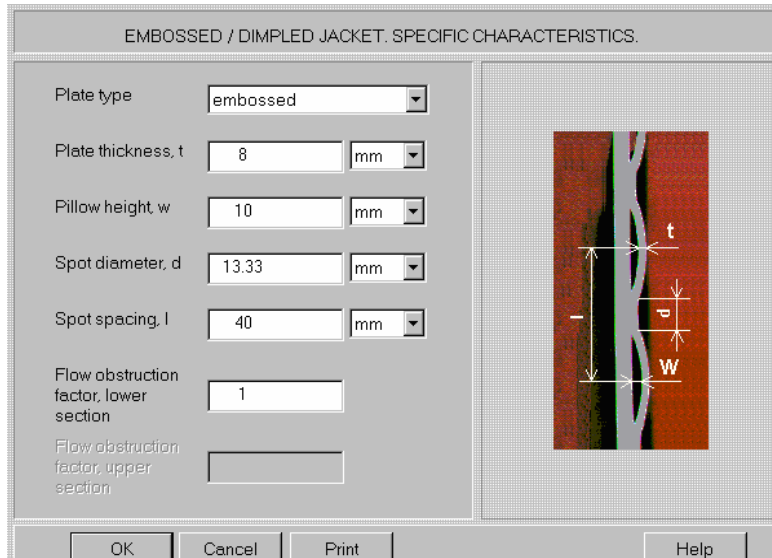 EMBOSSED / DIMPLED JACKET. SPECIFIC CHARACTERISTICS.
Plate type
embossed
Plate thickness, t
8
mm
Pillow height, w
10
mm
Spot diameter, d
13.33
mm
Spot spacing, l
40
mm
Flow obstruction
factor, lower
section
1
Flow obstruction
factor, upper
section
t
l
d
W
OK
Cancel
Print
Help